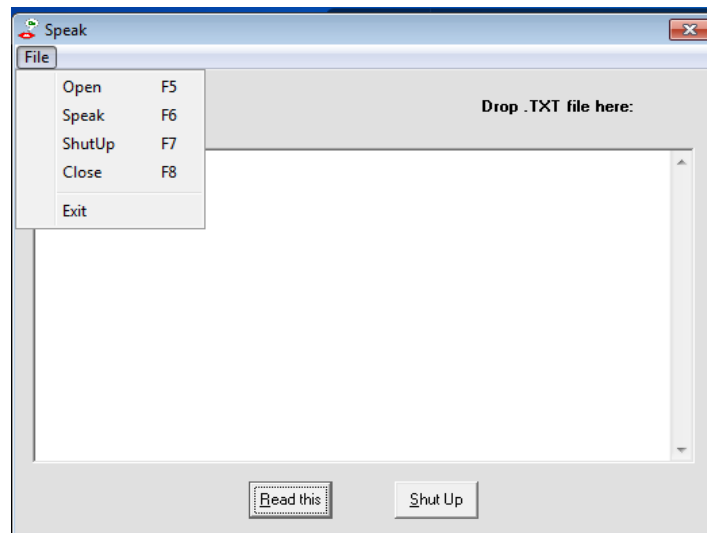 Speak
File
Open F5
Speak F6
ShutUp F7
Close F8
Exit
Drop .TXT file here:
Read this
Shut Up